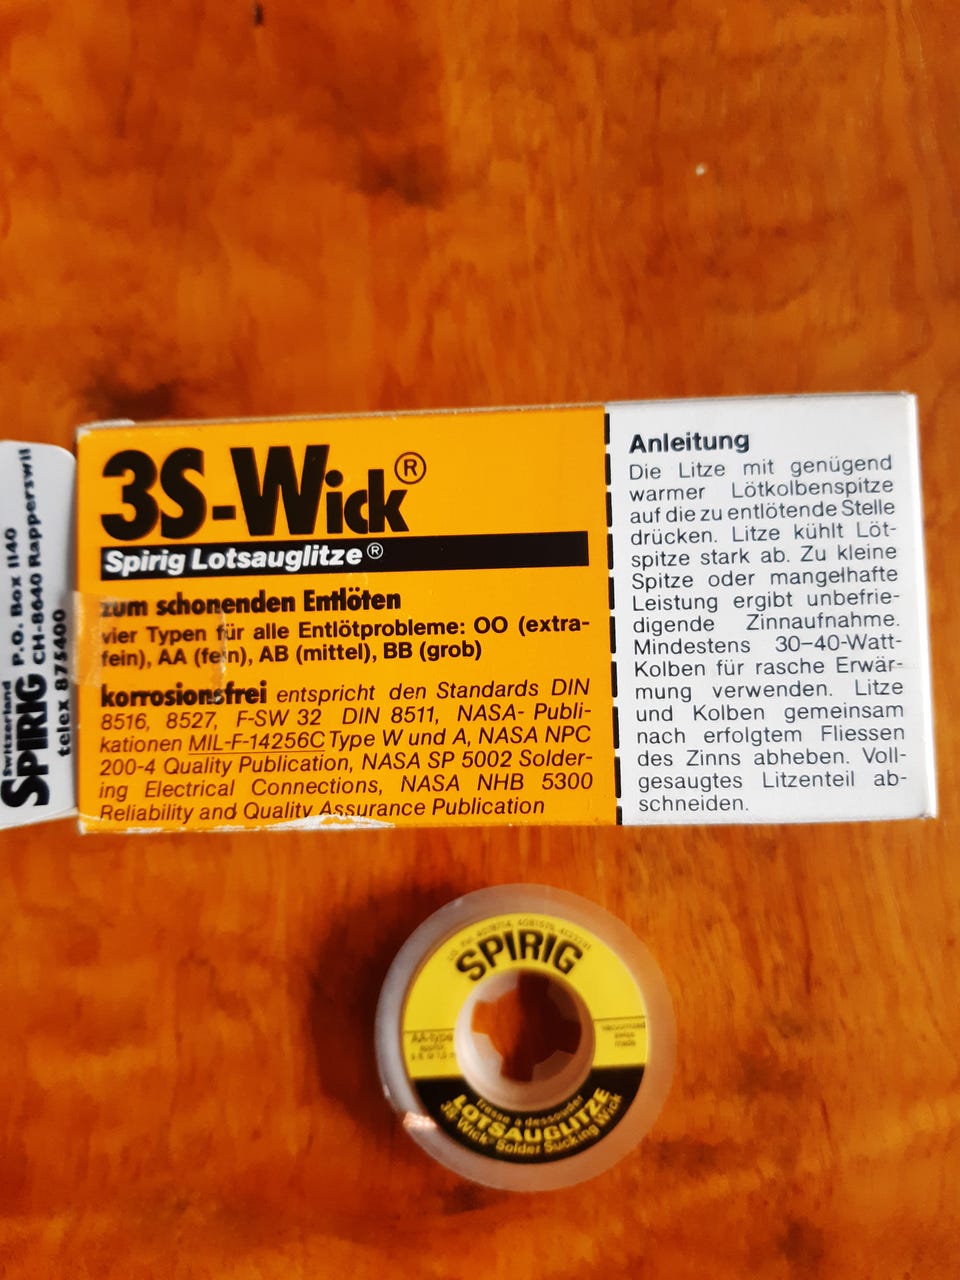 Switzerland
SPIRIG P.O. Box 1140
CH-8640 Rapperswil
telex 875400
3S-Wick®
Spirig Lotsauglitze®
zum schonenden Entlöten
vier Typen für alle Entlötprobleme: OO (extra-
fein), AA (fein), AB (mittel), BB (grob)
korrosionsfrei entspricht den Standards DIN
8516, 8527, F-SW 32 DIN 8511, NASA- Publi-
kationen MIL-F-14256C Type W und A, NASA NPC
200-4 Quality Publication, NASA SP 5002 Solder-
ing Electrical Connections, NASA NHB 5300
Reliability and Quality Assurance Publication
Anleitung
Die Litze mit genügend
warmer Lötkolbenspitze
auf die zu entlötende Stelle
drücken. Litze kühlt Löt-
spitze stark ab. Zu kleine
Spitze oder mangelhafte
Leistung ergibt unbefrie-
digende Zinnaufnahme.
Mindestens 30-40-Watt-
Kolben für rasche Erwär-
mung verwenden. Litze
und Kolben gemeinsam
nach erfolgtem Fliessen
des Zinns abheben. Voll-
gesaugtes Litzenteil ab-
schneiden.
SPIRIG
AA-type
vacuumized
swiss
made
Tresse à dessouder
LOTSAUGLITZE
3S-Wick® Solder Sucking Wick